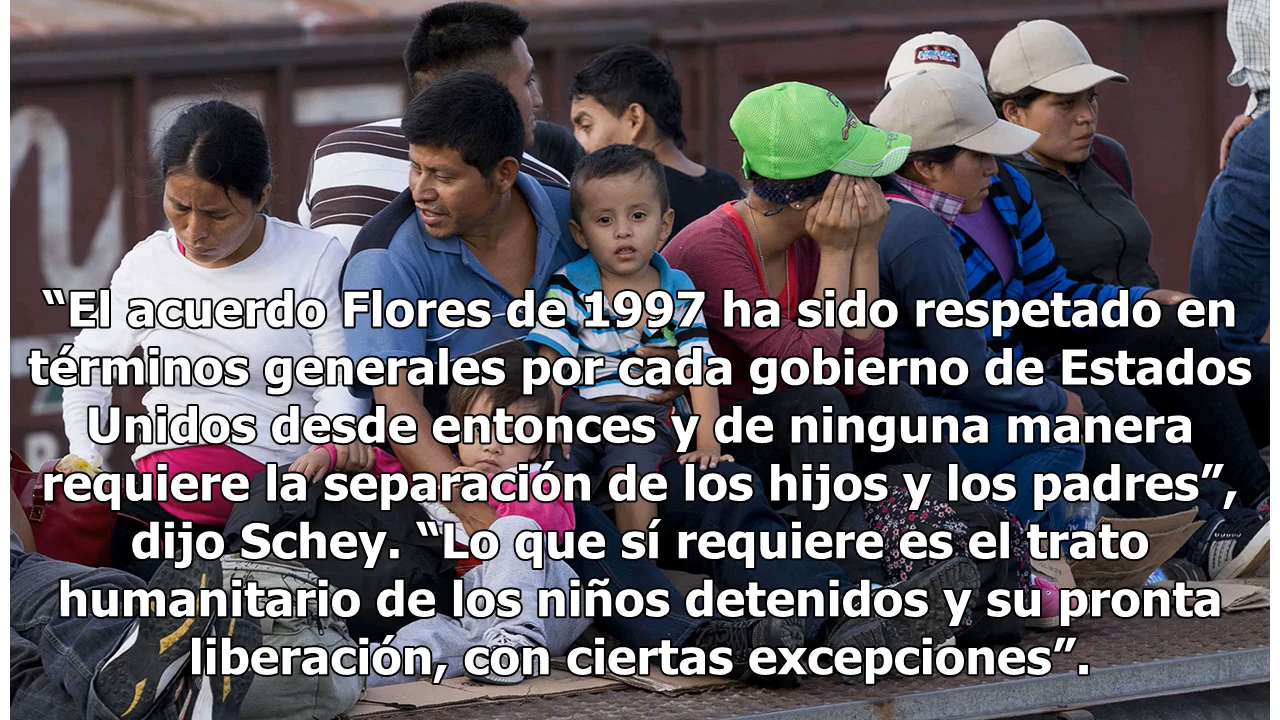 “El acuerdo Flores de 1997 ha sido respetado en
términos generales por cada gobierno de Estados
Unidos desde entonces y de ninguna manera
requiere la separación de los hijos y los padres”,
dijo Schey. “Lo que sí requiere es el trato
humanitario de los niños detenidos y su pronta
liberación, con ciertas excepciones”.